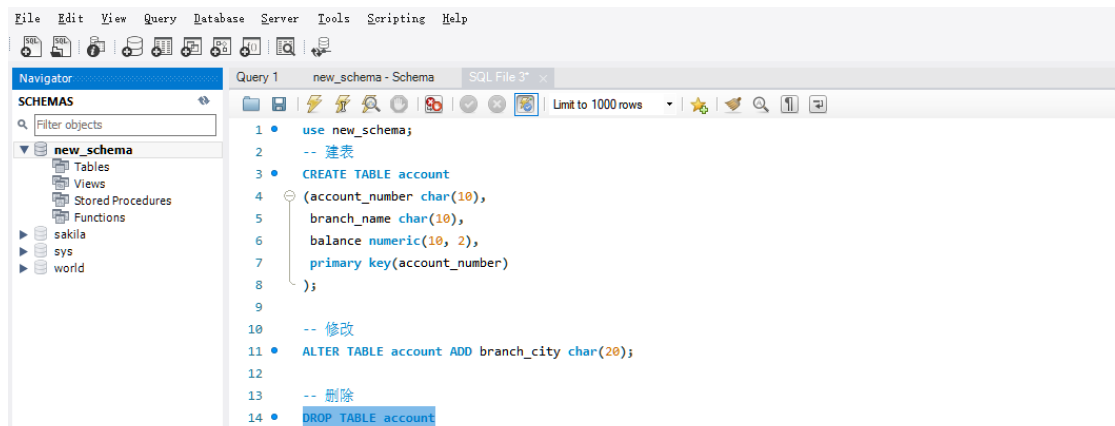 File Edit View Query Database Server Tools Scripting Help
Navigator
SCHEMAS
Filter objects
new_schema
Tables
Views
Stored Procedures
Functions
sakila
sys
world
Query 1 new_schema - Schema SQL File 3* ×
Limit to 1000 rows
1 use new_schema;
2 -- 建表
3 CREATE TABLE account
4 (account_number char(10),
5 branch_name char(10),
6 balance numeric(10, 2),
7 primary key(account_number)
8 );
9
10 -- 修改
11 ALTER TABLE account ADD branch_city char(20);
12
13 -- 删除
14 DROP TABLE account